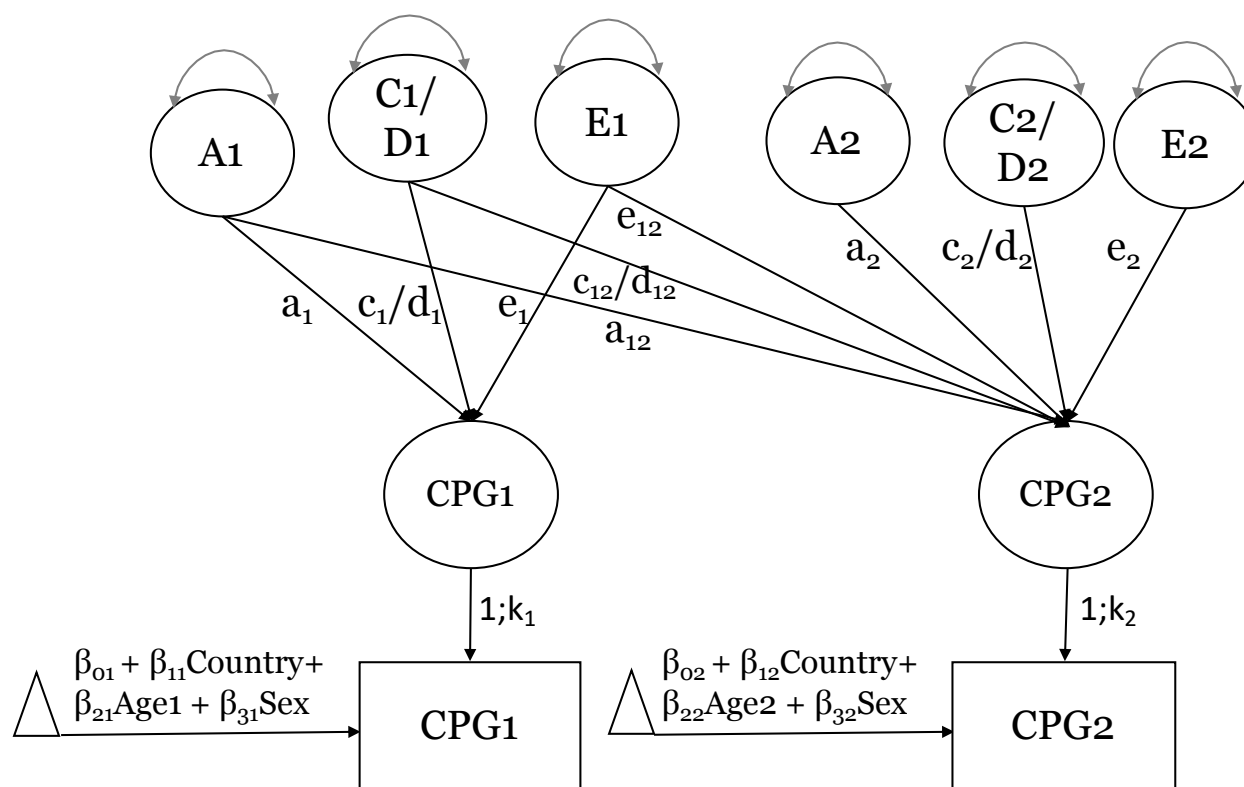 C1/
D1
E1
A1
A2
C2/
D2
E2
e₁₂
a₂
c₂/d₂
e₂
a₁
c₁/d₁
e₁
c₁₂/d₁₂
a₁₂
CPG1
CPG2
1;k₁
1;k₂
β₀₁ + β₁₁Country+
β₂₁Age1 + β₃₁Sex
CPG1
β₀₂ + β₁₂Country+
β₂₂Age2 + β₃₂Sex
CPG2